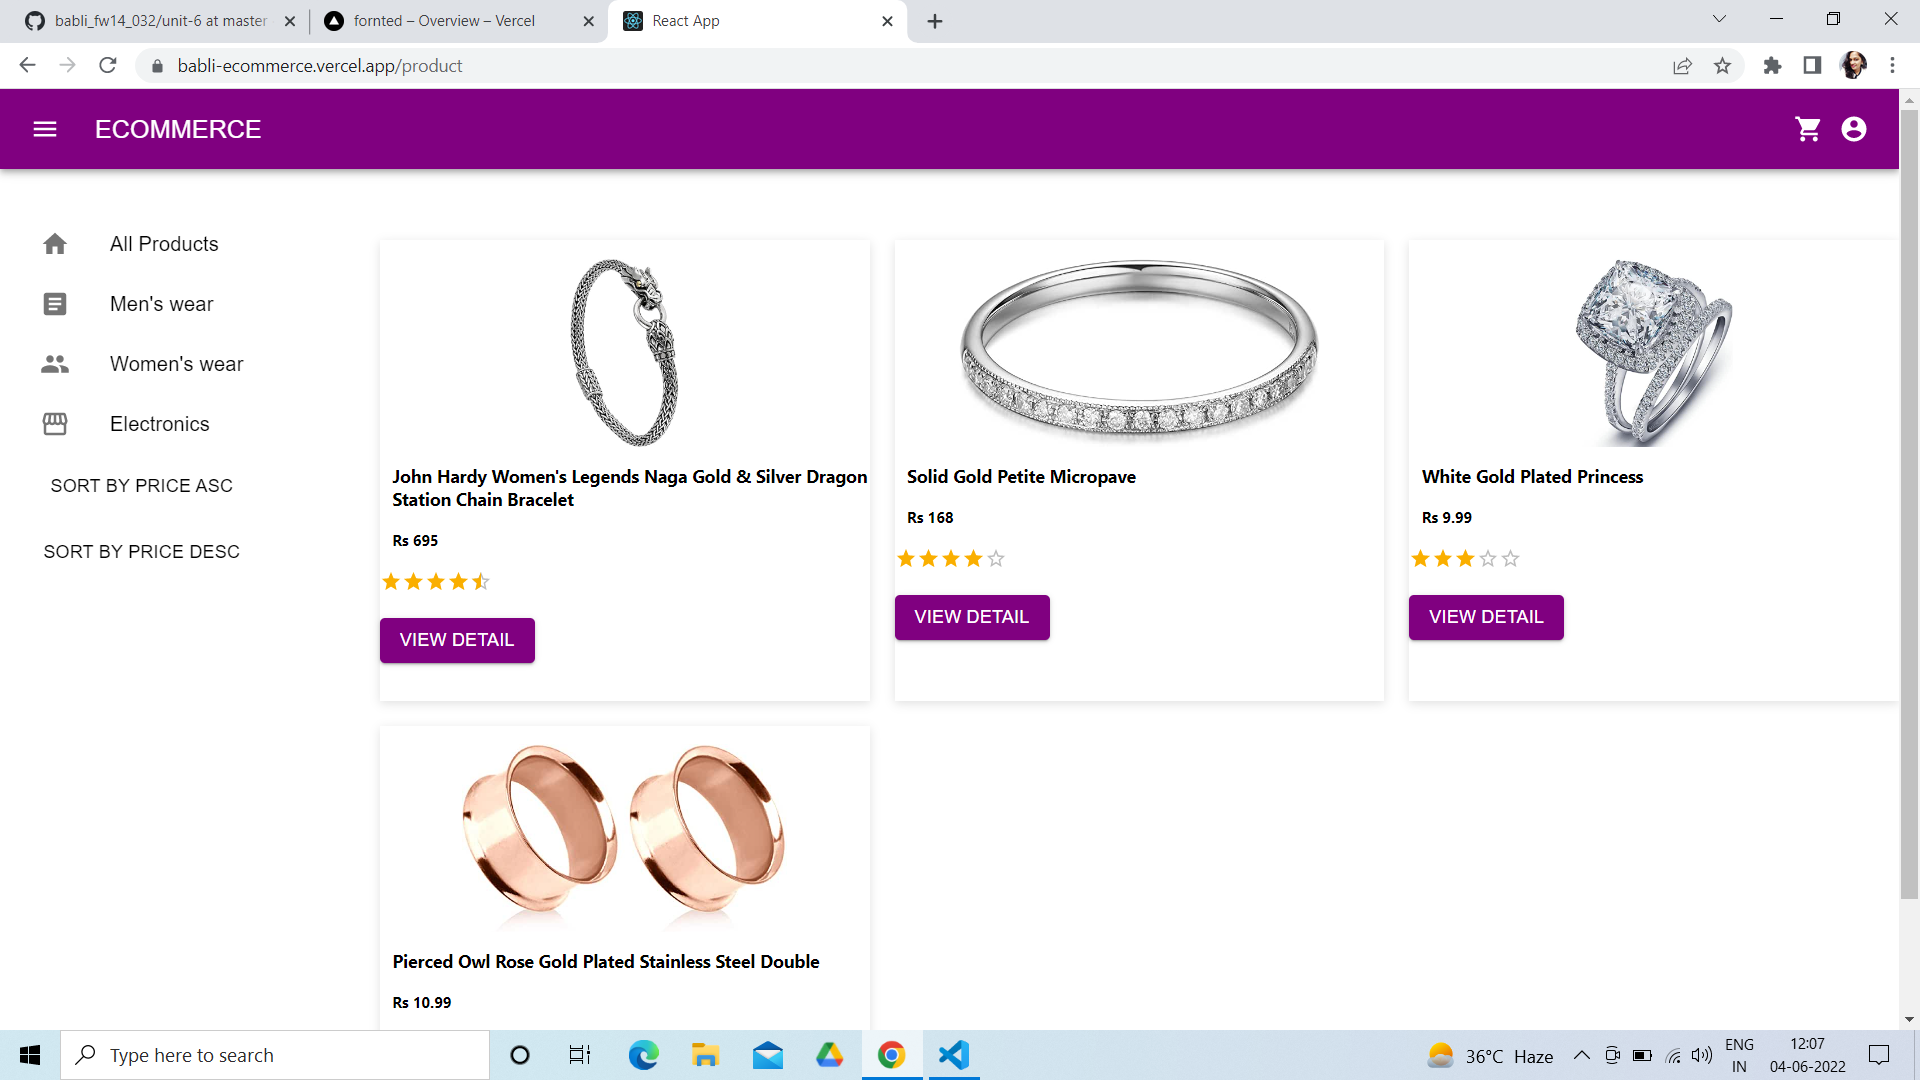 babli_fw14_032/unit-6 at master
fornted – Overview – Vercel
React App
babli-ecommerce.vercel.app/product
ECOMMERCE
All Products
Men's wear
Women's wear
Electronics
SORT BY PRICE ASC
SORT BY PRICE DESC
John Hardy Women's Legends Naga Gold & Silver Dragon
Station Chain Bracelet
Rs 695
VIEW DETAIL
Solid Gold Petite Micropave
Rs 168
VIEW DETAIL
White Gold Plated Princess
Rs 9.99
VIEW DETAIL
Pierced Owl Rose Gold Plated Stainless Steel Double
Rs 10.99
Type here to search
36°C Haze
ENG
IN
12:07
04-06-2022